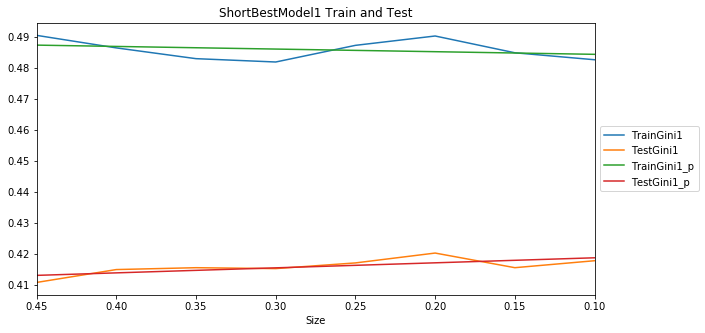 ShortBestModel1 Train and Test
0.49
0.48
0.47
0.46
0.45
0.44
0.43
0.42
0.41
0.45 0.40 0.35 0.30 0.25 0.20 0.15 0.10
Size
TrainGini1
TestGini1
TrainGini1_p
TestGini1_p